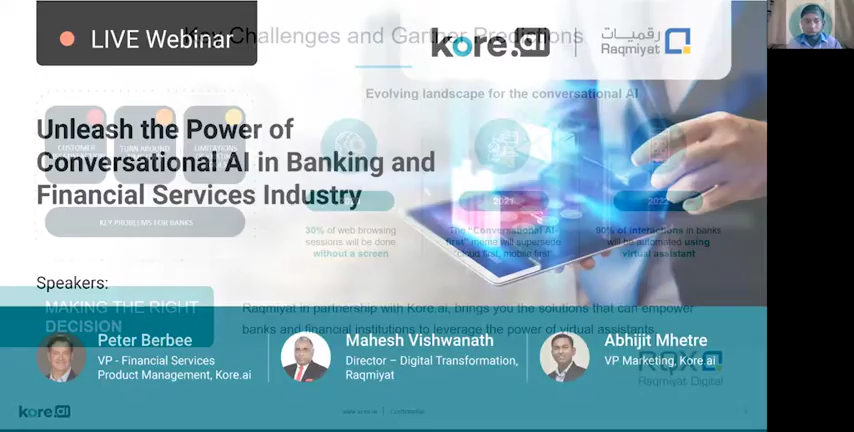 LIVE Webinar
Key Challenges and Gartner Predictions
kore.ai
رقميات
Raqmiyat
Evolving landscape for the conversational AI
Unleash the Power of
Conversational AI in Banking and
Financial Services Industry
CUSTOMER
TURN AROUND
LIMITATIONS
KEY PROBLEMS FOR BANKS
2021
2022
30% of web browsing
sessions will be done
without a screen
The "Conversational AI-
first" meme will supersede
"cloud first, mobile first"
90% of interactions in banks
will be automated using
virtual assistant
Speakers:
MAKING THE RIGHT
DECISION
Raqmiyat in partnership with Kore.ai, brings you the solutions that can empower
banks and financial institutions to leverage the power of virtual assistants.
Peter Berbee
VP - Financial Services
Product Management, Kore.ai
Mahesh Vishwanath
Director – Digital Transformation,
Raqmiyat
Abhijit Mhetre
VP Marketing, Kore.ai
RQX
Raqmiyat Digital
kore.ai